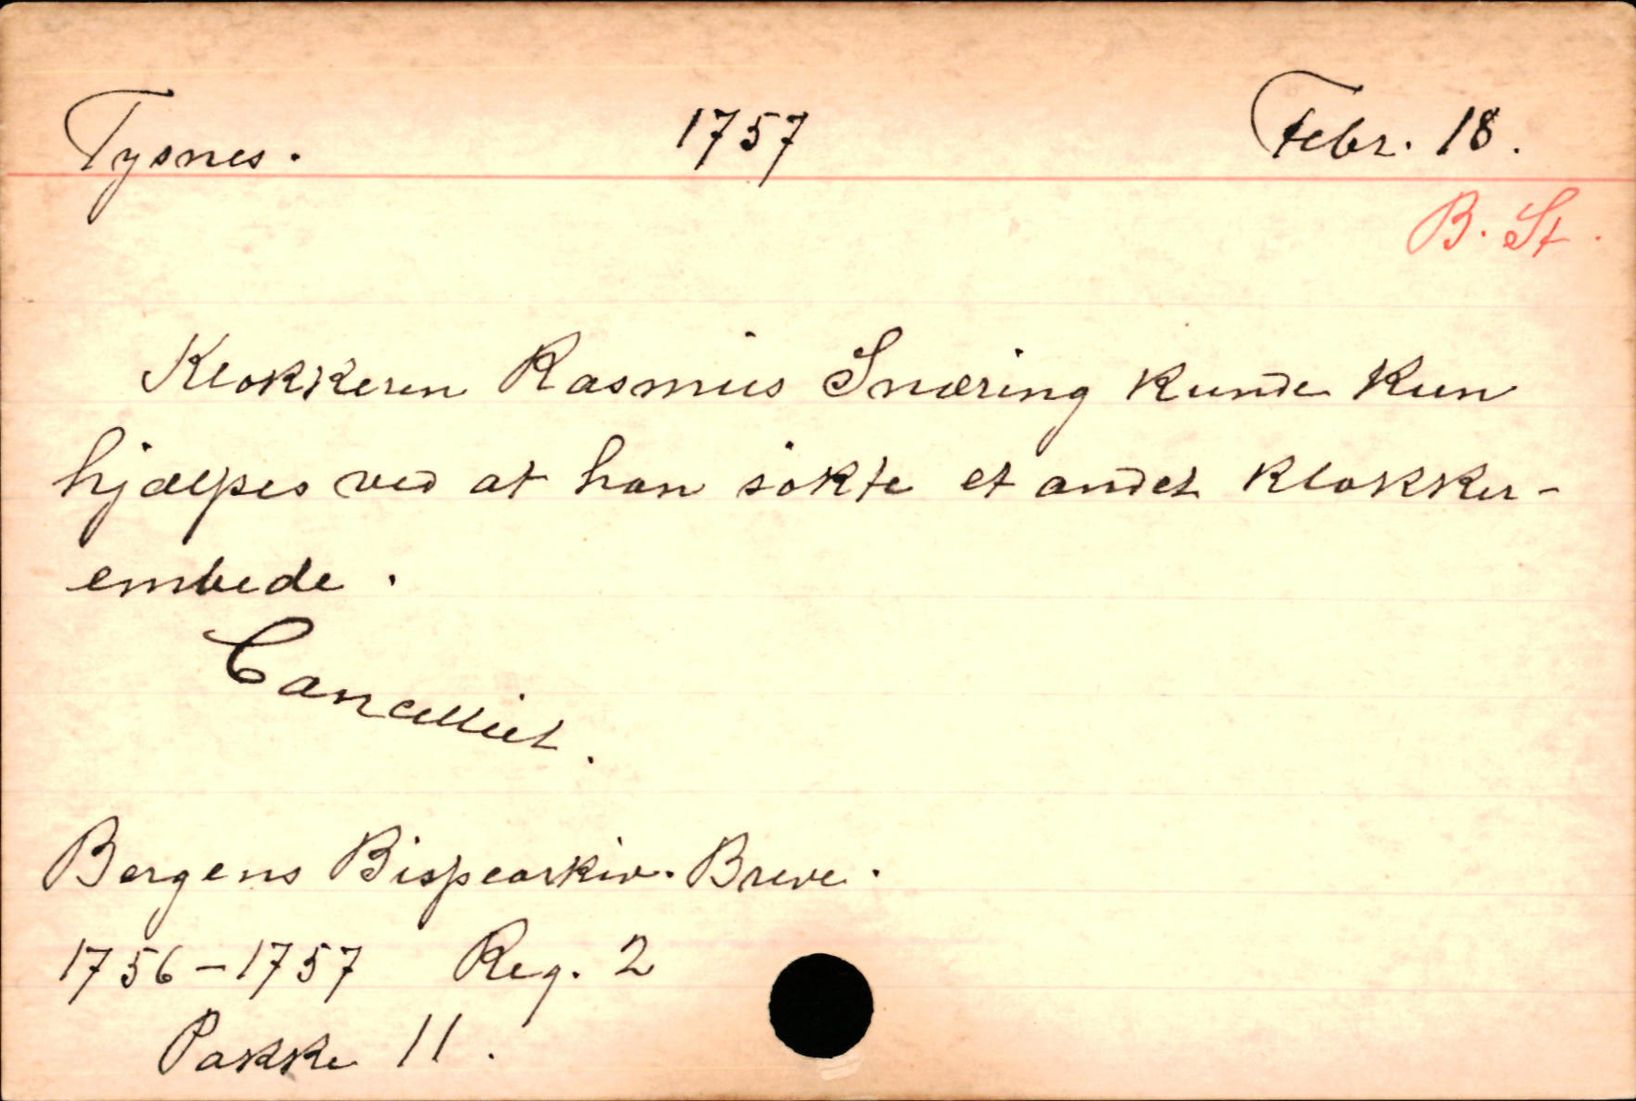 Tysnes. 1757 Febr. 18.
B. St.
Klokkeren Rasmus Snæring kunde kun
hjælpes ved at han søkte et andet klokker-
embede.
Cancelliet.
Bergens Bispearkiv. Breve.
1756-1757 Reg. 2
Pakke 11.